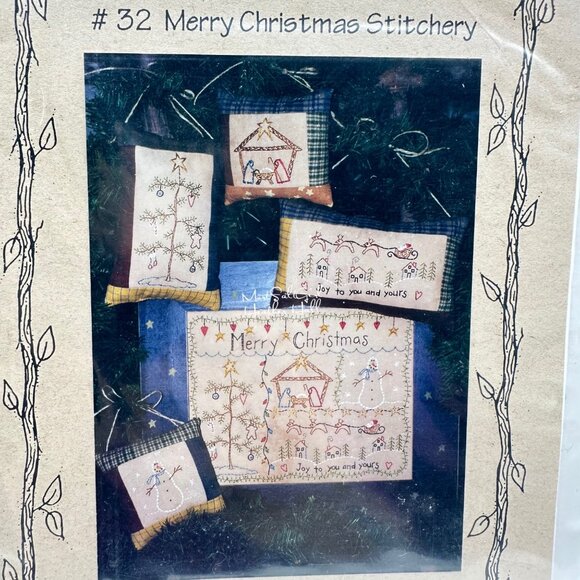 # 32 Merry Christmas Stitchery
Joy to you and yours
Merry Christmas
Joy to you and yours